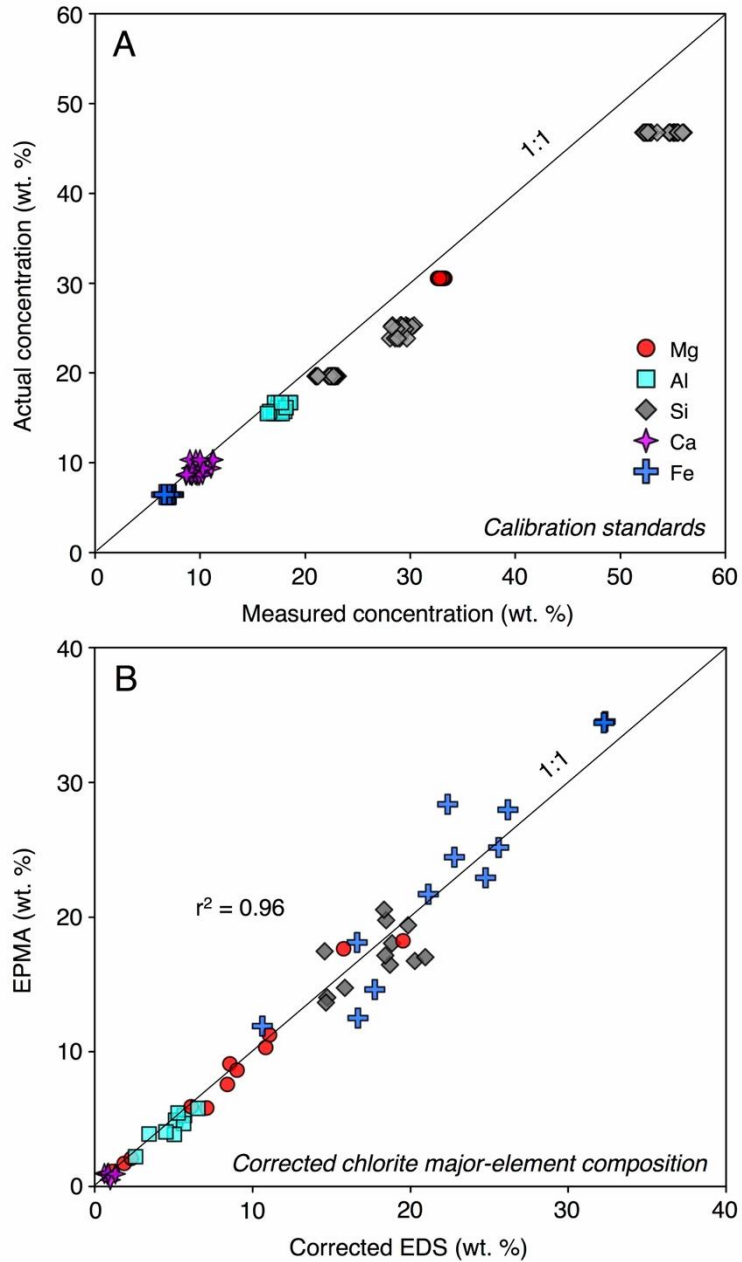 60
A
50
1:1
40
Actual concentration (wt. %)
30
Mg
Al
20
Si
Ca
10
Fe
Calibration standards
0
0 10 20 30 40 50 60
Measured concentration (wt. %)
40
B
1:1
30
EPMA (wt. %)
r² = 0.96
20
10
Corrected chlorite major-element composition
0
0 10 20 30 40
Corrected EDS (wt. %)